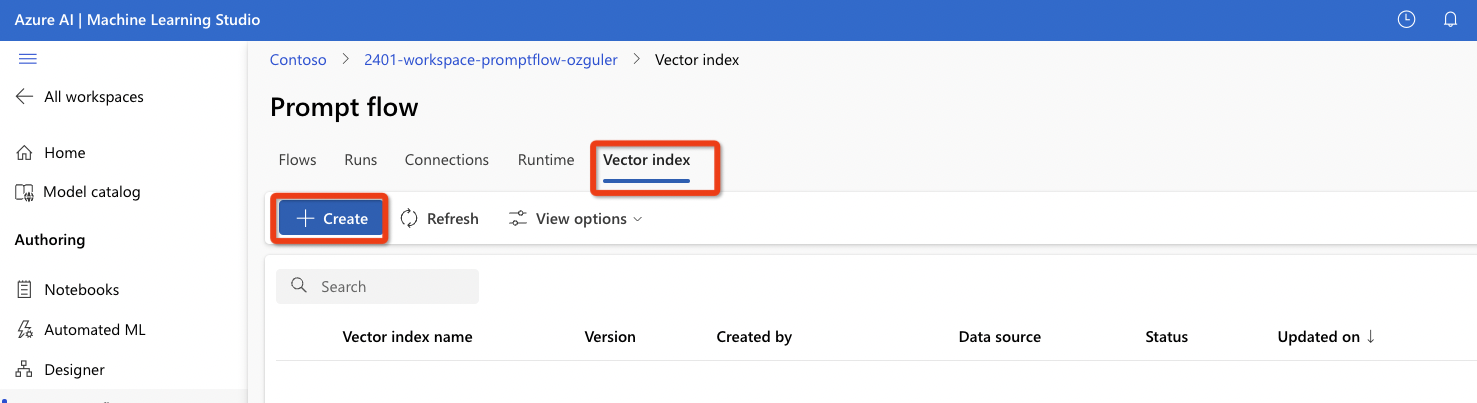 Azure AI | Machine Learning Studio
All workspaces
Home
Model catalog
Authoring
Notebooks
Automated ML
Designer
Contoso > 2401-workspace-promptflow-ozguler > Vector index
Prompt flow
Flows Runs Connections Runtime Vector index
+ Create Refresh View options
Search
Vector index name Version Created by Data source Status Updated on ↓